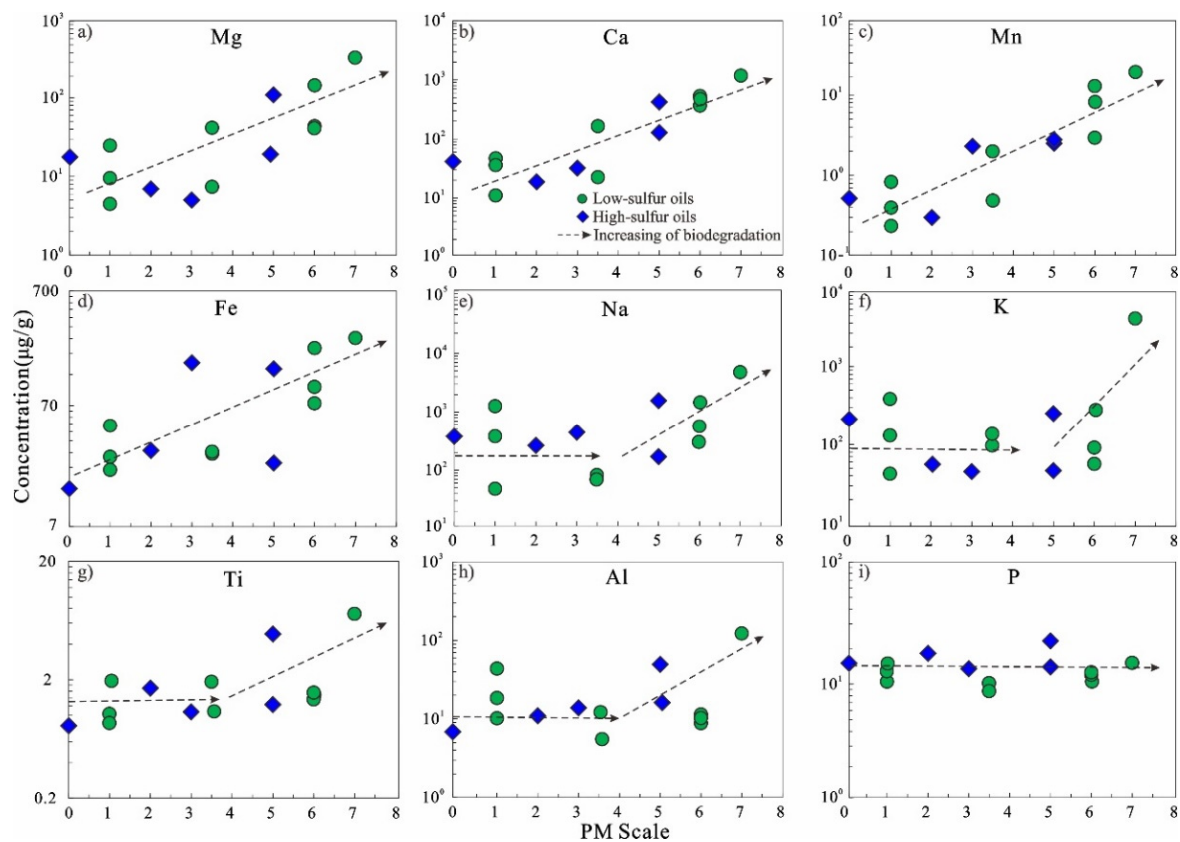 a) Mg
10³
10²
10¹
10⁰
0 1 2 3 4 5 6 7 8
b) Ca
10⁴
10³
10²
10¹
10⁰
Low-sulfur oils
High-sulfur oils
Increasing of biodegradation
0 1 2 3 4 5 6 7 8
c) Mn
10²
10¹
10⁰
10⁻¹
0 1 2 3 4 5 6 7 8
Concentration(μg/g)
d) Fe
700
70
7
0 1 2 3 4 5 6 7 8
e) Na
10⁵
10⁴
10³
10²
10¹
0 1 2 3 4 5 6 7 8
f) K
10⁴
10³
10²
10¹
0 1 2 3 4 5 6 7 8
g) Ti
20
2
0.2
0 1 2 3 4 5 6 7 8
h) Al
10³
10²
10¹
10⁰
0 1 2 3 4 5 6 7 8
i) P
10²
10¹
10⁰
0 1 2 3 4 5 6 7 8
PM Scale